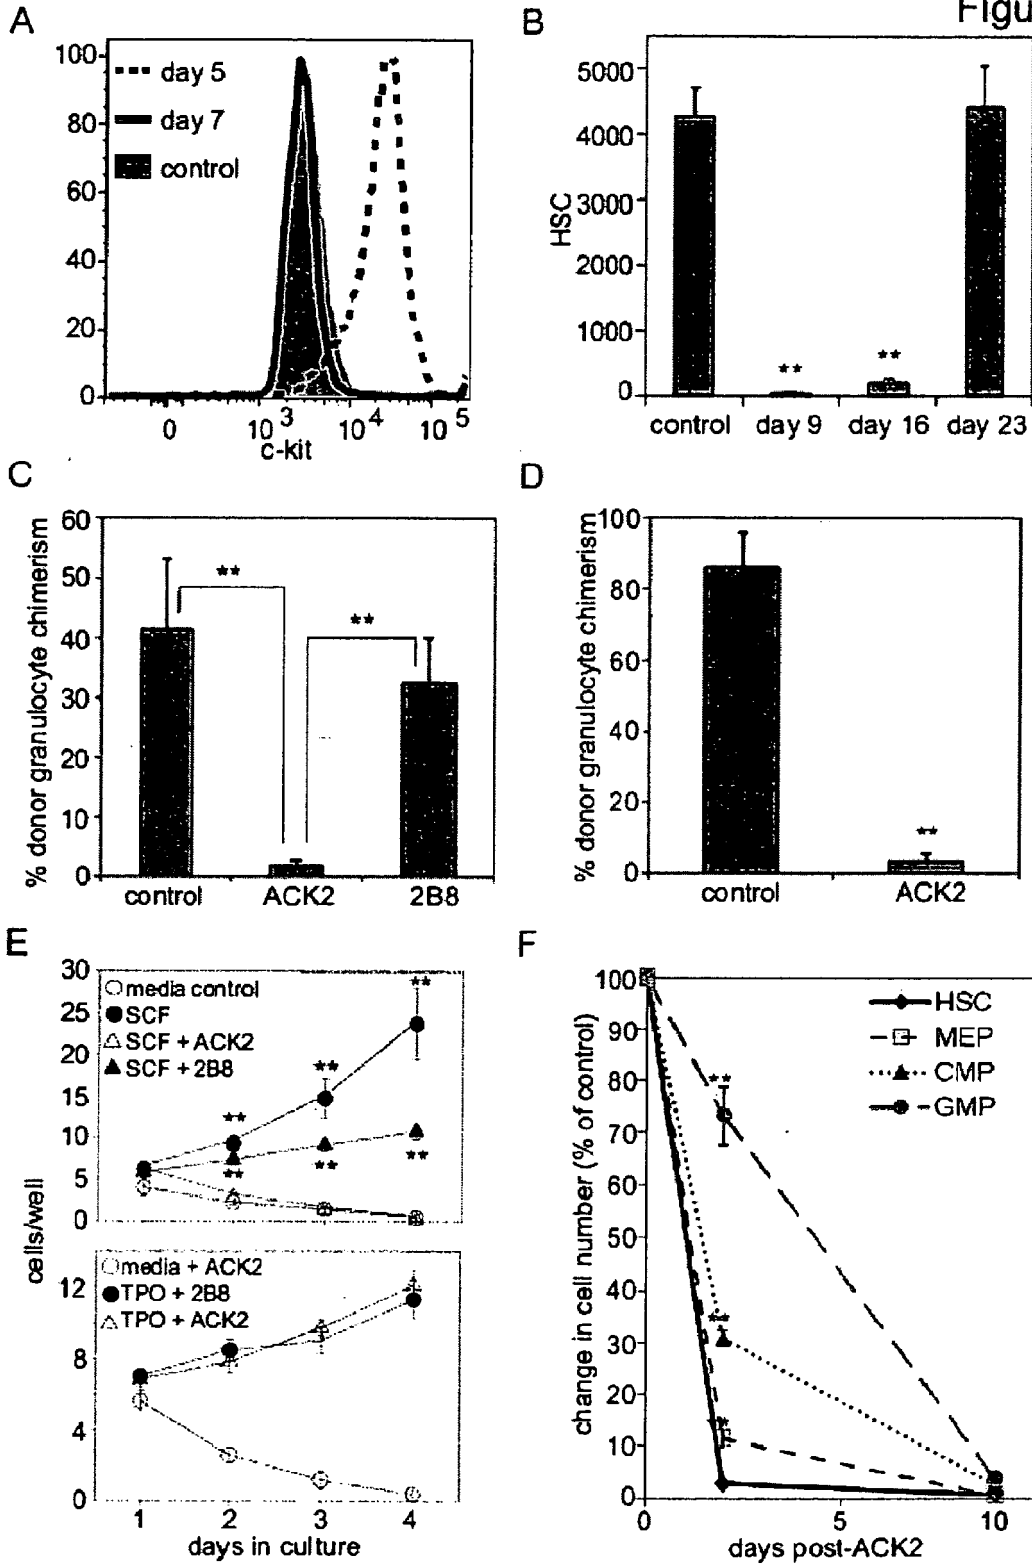 Figu
A
100
80
60
40
20
0
day 5
day 7
control
0 10 3 10 4 10 5
c-kit
B
5000
4000
3000
2000
1000
0
HSC
** **
control day 9 day 16 day 23
C
60
50
40
30
20
10
0
% donor granulocyte chimerism
** **
control ACK2 2B8
D
100
80
60
40
20
0
% donor granulocyte chimerism
**
control ACK2
E
30
25
20
15
10
5
0
media control
SCF
SCF + ACK2
SCF + 2B8
** ** **
** ** **
cells/well
12
8
4
0
media + ACK2
TPO + 2B8
TPO + ACK2
1 2 3 4
days in culture
F
100
90
80
70
60
50
40
30
20
10
0
change in cell number (% of control)
HSC
MEP
CMP
GMP
**
**
0 5 10
days post-ACK2